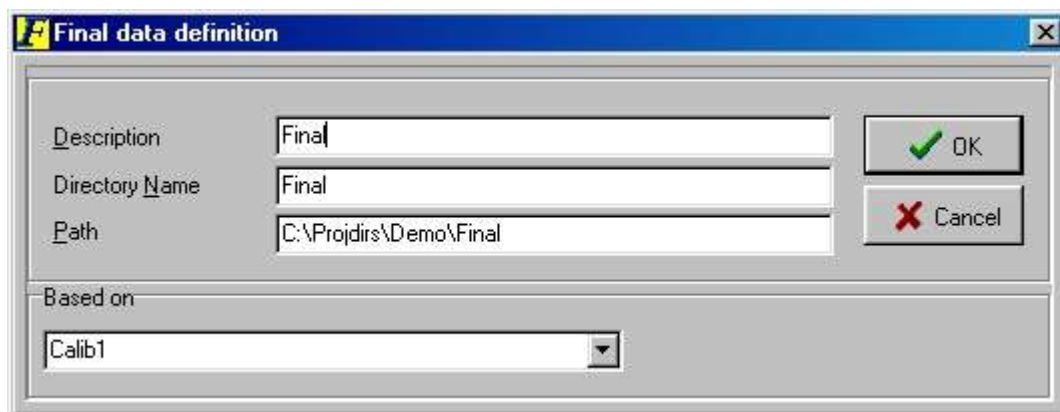 Final data definition
Description Final
OK
Directory Name Final
Path C:\Projdirs\Demo\Final
Cancel
Based on
Calib1